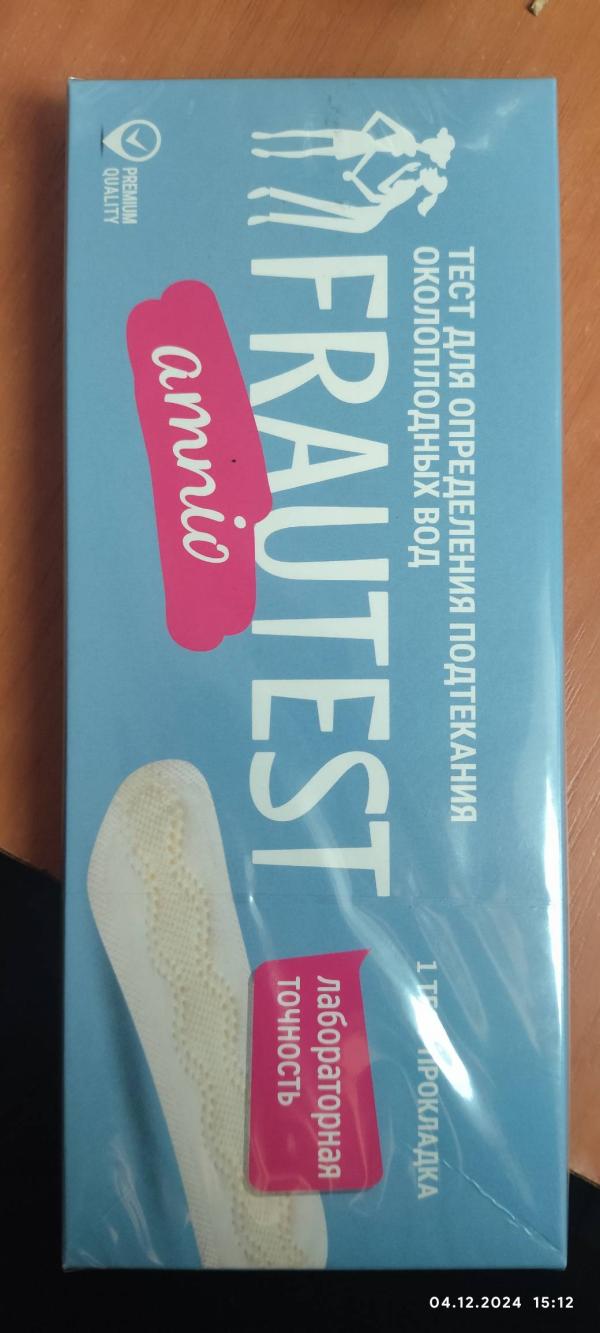 ТЕСТ ДЛЯ ОПРЕДЕЛЕНИЯ ПОДТЕКАНИЯ
ОКОЛОПЛОДНЫХ ВОД
FRAUTEST
amnio
PREMIUM
QUALITY
1 ПРОКЛАДКА
лабораторная
точность
04.12.2024 15:12